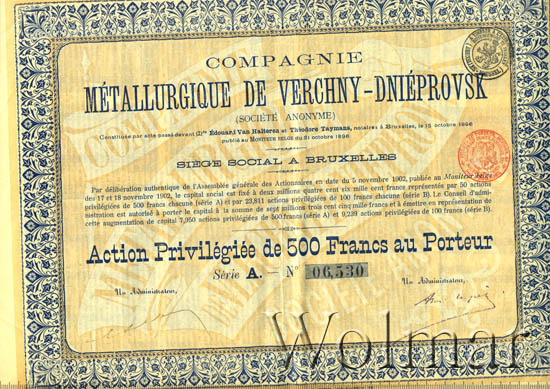 COMPAGNIE
MÉTALLURGIQUE DE VERCHNY-DNIÉPROVSK
(SOCIÉTÉ ANONYME)
Constituée par acte passé devant Mes Édouard Van Halteren et Théodore Taymans, notaires à Bruxelles, le 15 octobre 1896
publié au MONITEUR BELGE du 31 octobre 1896
SIÈGE SOCIAL A BRUXELLES
Par délibération authentique de l'Assemblée générale des Actionnaires en date du 5 novembre 1902, publiée au Moniteur belge
des 17 et 18 novembre 1902, le capital social est fixé à deux millions quatre cent six mille cent francs représenté par 50 actions
privilégiées de 500 francs chacune (série A) et par 23,811 actions privilégiées de 100 francs chacune (série B). Le Conseil d'admi-
nistration est autorisé à porter le capital à la somme de sept millions trois cent cinq mille francs et à émettre en représentation de
cette augmentation de capital 7,950 actions privilégiées de 500 francs (série A) et 9,239 actions privilégiées de 100 francs (série B).
Action Privilégiée de 500 Francs au Porteur
Série A. — No 06,530
Un Administrateur, Un Administrateur,
Wolmar